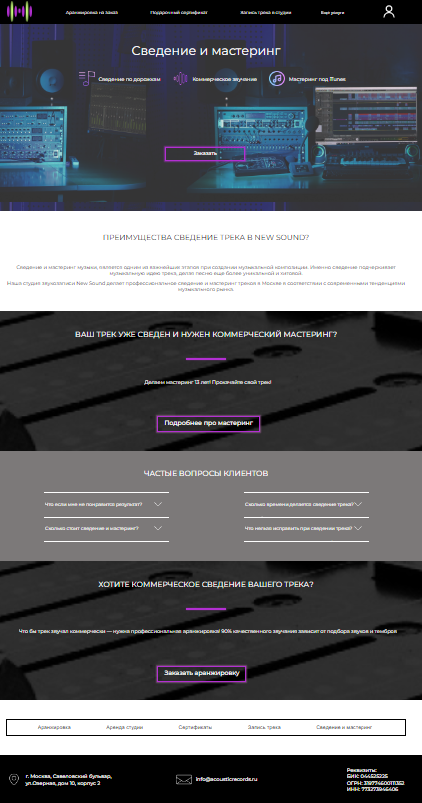 Аранжировка на заказ
Подарочный сертификат
Запись трека в студии
Еще услуги
Сведение и мастеринг
Сведение по дорожкам
Коммерческое звучание
Мастеринг под ITunes
Заказать
ПРЕИМУЩЕСТВА СВЕДЕНИЕ ТРЕКА В NEW SOUND?
Сведение и мастеринг музыки, является одним из важнейших этапов при создании музыкальной композиции. Именно сведение подчеркивает
музыкальную идею трека, делая песню еще более уникальной и хитовой.
Наша студия звукозаписи New Sound делает профессиональное сведение и мастеринг треков в Москве в соответствии с современными тенденциями
музыкального рынка.
ВАШ ТРЕК УЖЕ СВЕДЕН И НУЖЕН КОММЕРЧЕСКИЙ МАСТЕРИНГ?
Делаем мастеринг 13 лет! Прокачайте свой трек!
Подробнее про мастеринг
ЧАСТЫЕ ВОПРОСЫ КЛИЕНТОВ
Что если мне не понравится результат?
Сколько времени делается сведение трека?
Сколько стоит сведение и мастеринг?
Что нельзя исправить при сведении трека?
ХОТИТЕ КОММЕРЧЕСКОЕ СВЕДЕНИЕ ВАШЕГО ТРЕКА?
Что бы трек звучал коммерчески — нужна профессиональная аранжировка! 90% качественного звучания зависит от подбора звуков и тембров
Заказать аранжировку
Аранжировка
Аренда студии
Сертификаты
Запись трека
Сведение и мастеринг
г. Москва, Савеловский бульвар,
ул.Озерная, дом 10, корпус 2
info@acousticrecords.ru
Реквизиты:
БИК: 044525225
ОГРН: 319774600111352
ИНН: 773273946406